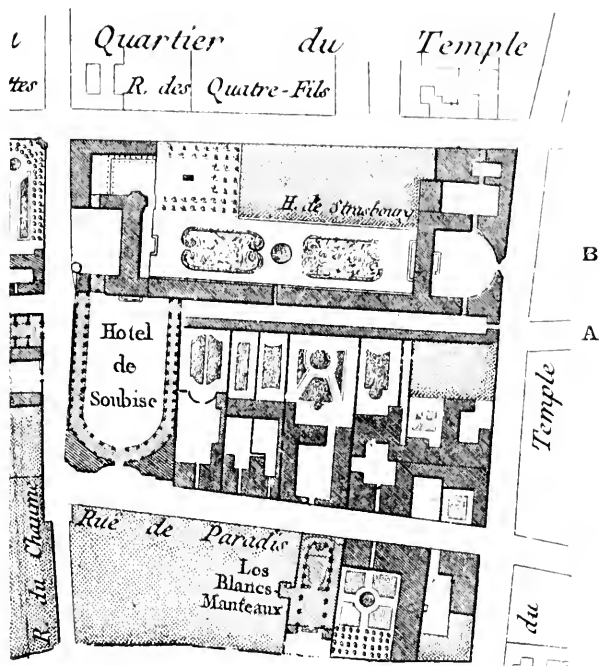 Quartier du Temple
R. des Quatre-Fils
H. de Strasbourg
B
A
Hotel
de
Soubise
Temple
Rue de Paradis
R. du Chaume
Los
Blancs
Manteaux
du